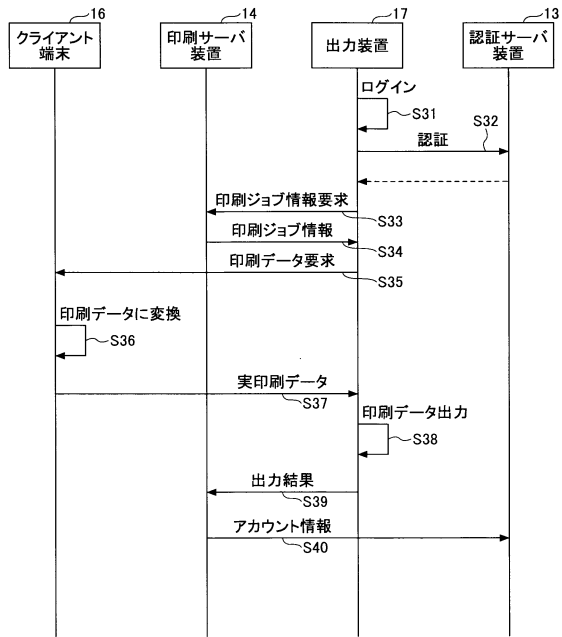 16
14
17
13
クライアント
端末
印刷サーバ
装置
出力装置
認証サーバ
装置
ログイン
S31
S32
認証
印刷ジョブ情報要求
S33
印刷ジョブ情報
S34
印刷データ要求
S35
印刷データに変換
S36
実印刷データ
S37
印刷データ出力
S38
出力結果
S39
アカウント情報
S40